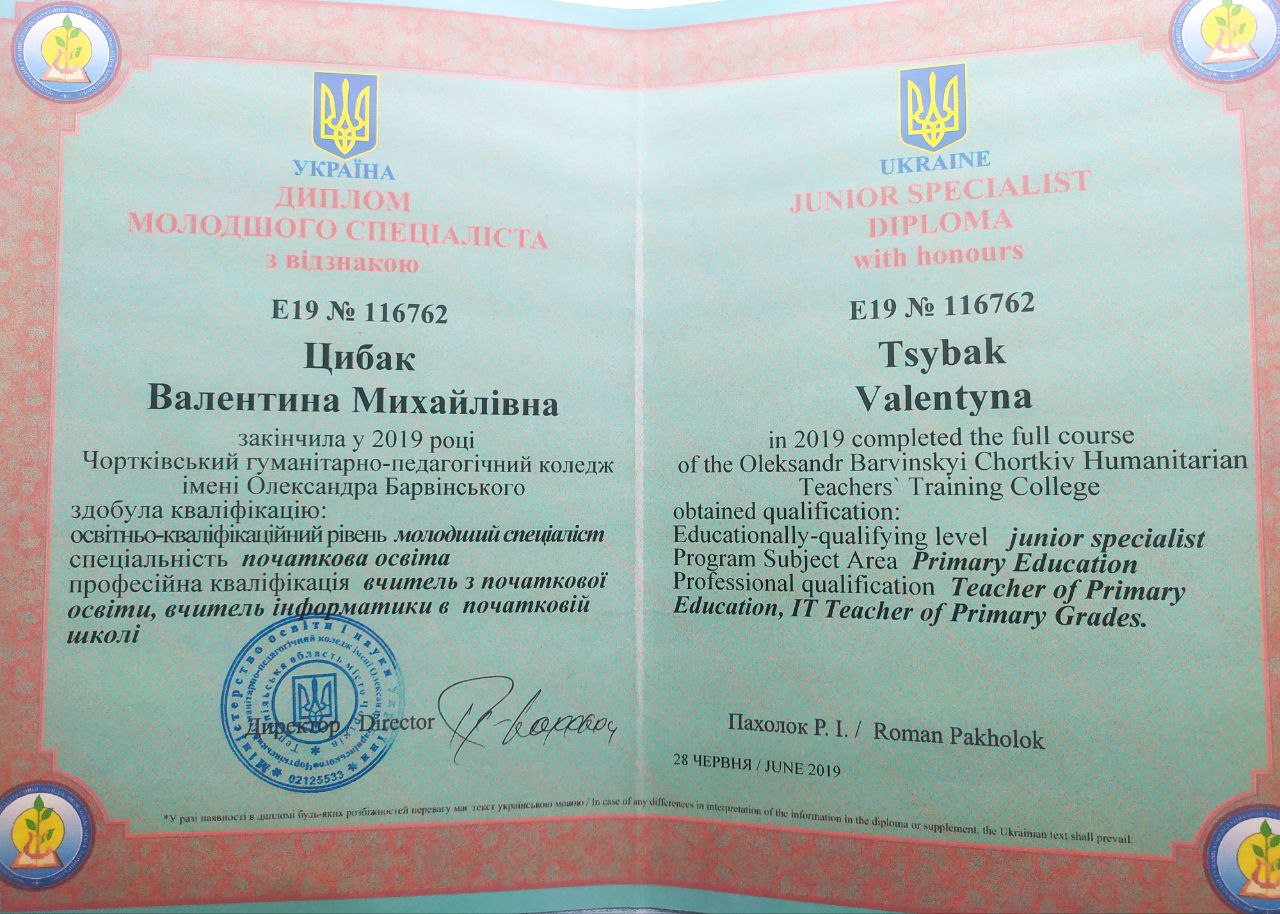 УКРАЇНА
ДИПЛОМ
МОЛОДШОГО СПЕЦІАЛІСТА
з відзнакою
Е19 № 116762
Цибак
Валентина Михайлівна
закінчила у 2019 році
Чортківський гуманітарно-педагогічний коледж
імені Олександра Барвінського
здобула кваліфікацію:
освітньо-кваліфікаційний рівень молодший спеціаліст
спеціальність початкова освіта
професійна кваліфікація вчитель з початкової
освіти, вчитель інформатики в початковій
школі
Міністерство освіти і науки України
02125533
Директор / Director
UKRAINE
JUNIOR SPECIALIST
DIPLOMA
with honours
E19 № 116762
Tsybak
Valentyna
in 2019 completed the full course
of the Oleksandr Barvinskyi Chortkiv Humanitarian
Teachers` Training College
obtained qualification:
Educationally-qualifying level junior specialist
Program Subject Area Primary Education
Professional qualification Teacher of Primary
Education, IT Teacher of Primary Grades.
Пахолок Р. І. / Roman Pakholok
28 ЧЕРВНЯ / JUNE 2019
*У разі наявності в дипломі будь-яких розбіжностей перевагу має текст українською мовою / In case of any differences in interpretation of the information in the diploma or supplement, the Ukrainian text shall prevail.